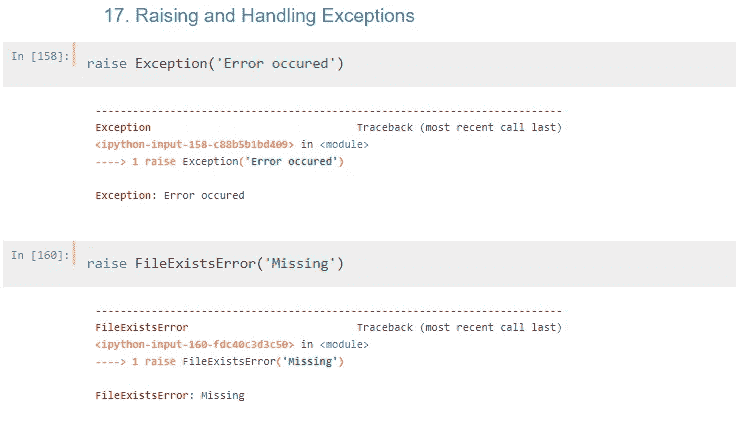 17. Raising and Handling Exceptions
In [158]: raise Exception('Error occured')
---------------------------------------------------------------------------
Exception                                 Traceback (most recent call last)
<ipython-input-158-c88b5b1bd409> in <module>
----> 1 raise Exception('Error occured')
Exception: Error occured
In [160]: raise FileExistsError('Missing')
---------------------------------------------------------------------------
FileExistsError                           Traceback (most recent call last)
<ipython-input-160-fdc40c3d3c50> in <module>
----> 1 raise FileExistsError('Missing')
FileExistsError: Missing